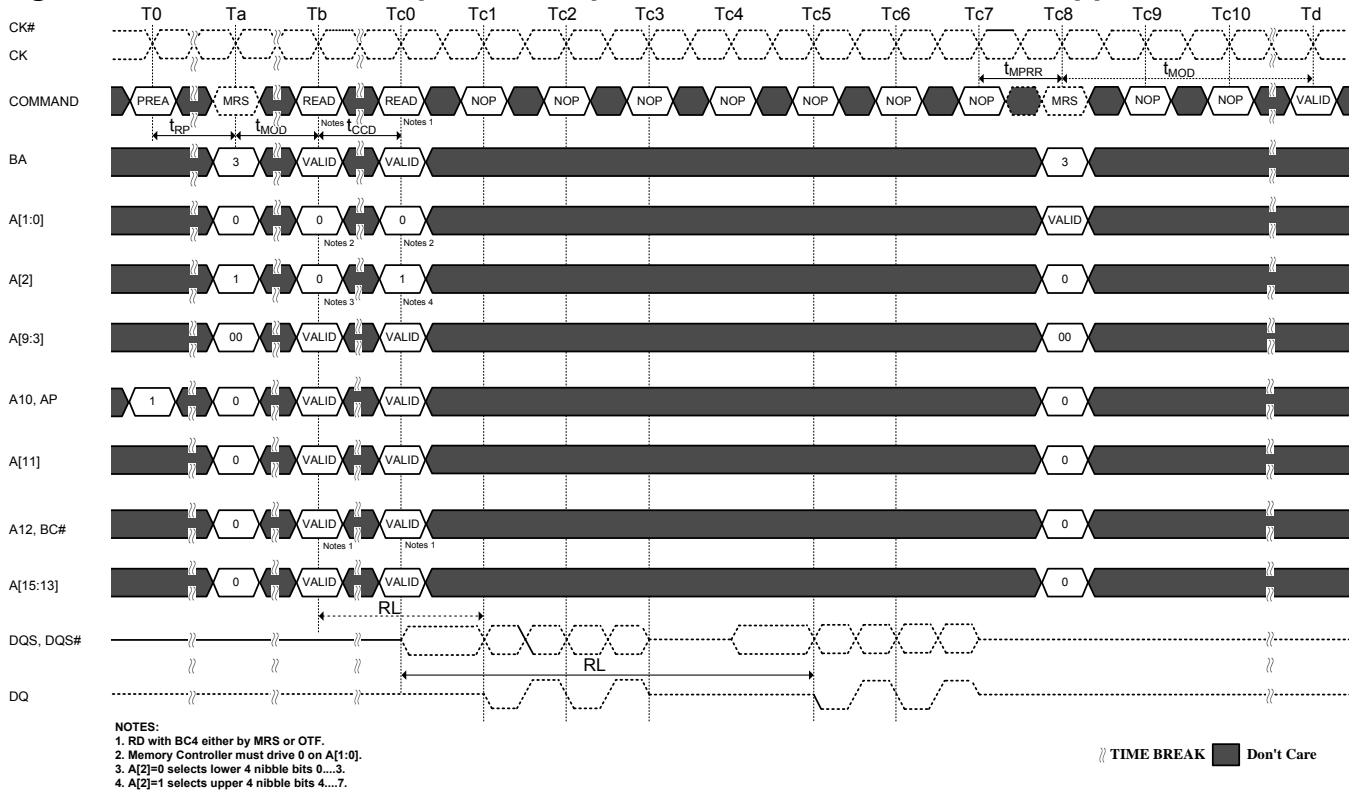 T0 Ta Tb Tc0 Tc1 Tc2 Tc3 Tc4 Tc5 Tc6 Tc7 Tc8 Tc9 Tc10 Td
CK#
CK
tMPRR tMOD
COMMAND PREA MRS READ READ NOP NOP NOP NOP NOP NOP NOP MRS NOP NOP VALID
Notes 1 Notes 1
tRP tMOD tCCD
BA 3 VALID VALID 3
A[1:0] 0 0 0 VALID
Notes 2 Notes 2
A[2] 1 0 1 0
Notes 3 Notes 4
A[9:3] 00 VALID VALID 00
A10, AP 1 0 VALID VALID 0
A[11] 0 VALID VALID 0
A12, BC# 0 VALID VALID 0
Notes 1 Notes 1
A[15:13] 0 VALID VALID 0
RL
DQS, DQS#
RL
DQ
NOTES:
1. RD with BC4 either by MRS or OTF.
2. Memory Controller must drive 0 on A[1:0].
3. A[2]=0 selects lower 4 nibble bits 0....3.
4. A[2]=1 selects upper 4 nibble bits 4....7.
TIME BREAK Don't Care